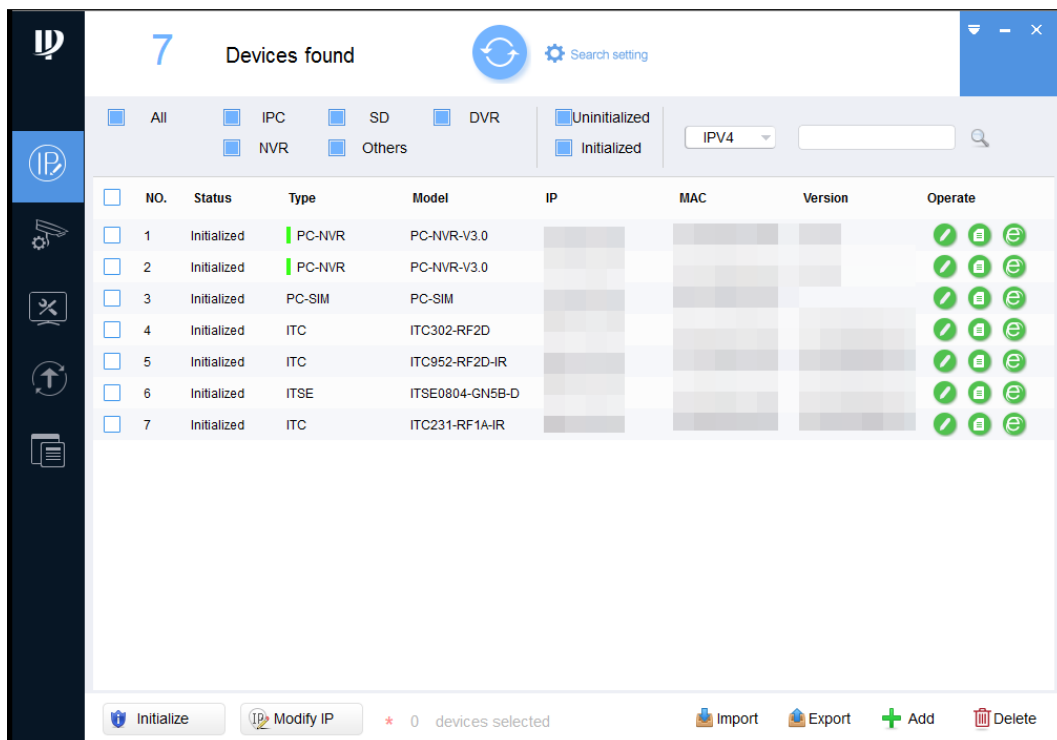 7 Devices found Search setting
All IPC SD DVR Uninitialized
NVR Others Initialized
IPV4
NO. Status Type Model IP MAC Version Operate
1 Initialized PC-NVR PC-NVR-V3.0
2 Initialized PC-NVR PC-NVR-V3.0
3 Initialized PC-SIM PC-SIM
4 Initialized ITC ITC302-RF2D
5 Initialized ITC ITC952-RF2D-IR
6 Initialized ITSE ITSE0804-GN5B-D
7 Initialized ITC ITC231-RF1A-IR
Initialize IP Modify IP * 0 devices selected Import Export Add Delete